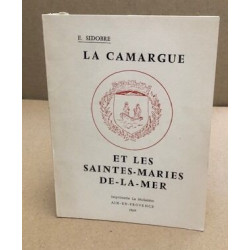 E. SIDOBRE
LA CAMARGUE
ET LES
SAINTES-MARIES
DE-LA-MER
AIX-EN-PROVENCE